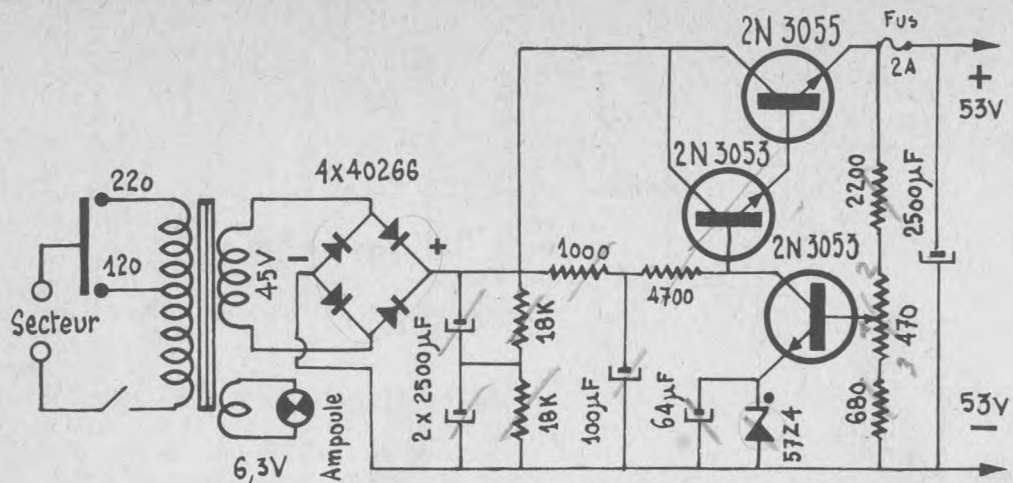 2N 3055
Fus
2A
+
53V
2N 3053
4x40266
220
120
Secteur
45V
−
+
1000
4700
2N 3053
2200
2500µF
470
680
18K
18K
2 x 2500µF
100µF
64µF
57Z4
53V
−
6,3V
Ampoule